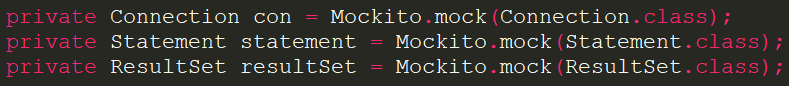 private Connection con = Mockito.mock(Connection.class);
private Statement statement = Mockito.mock(Statement.class);
private ResultSet resultSet = Mockito.mock(ResultSet.class);